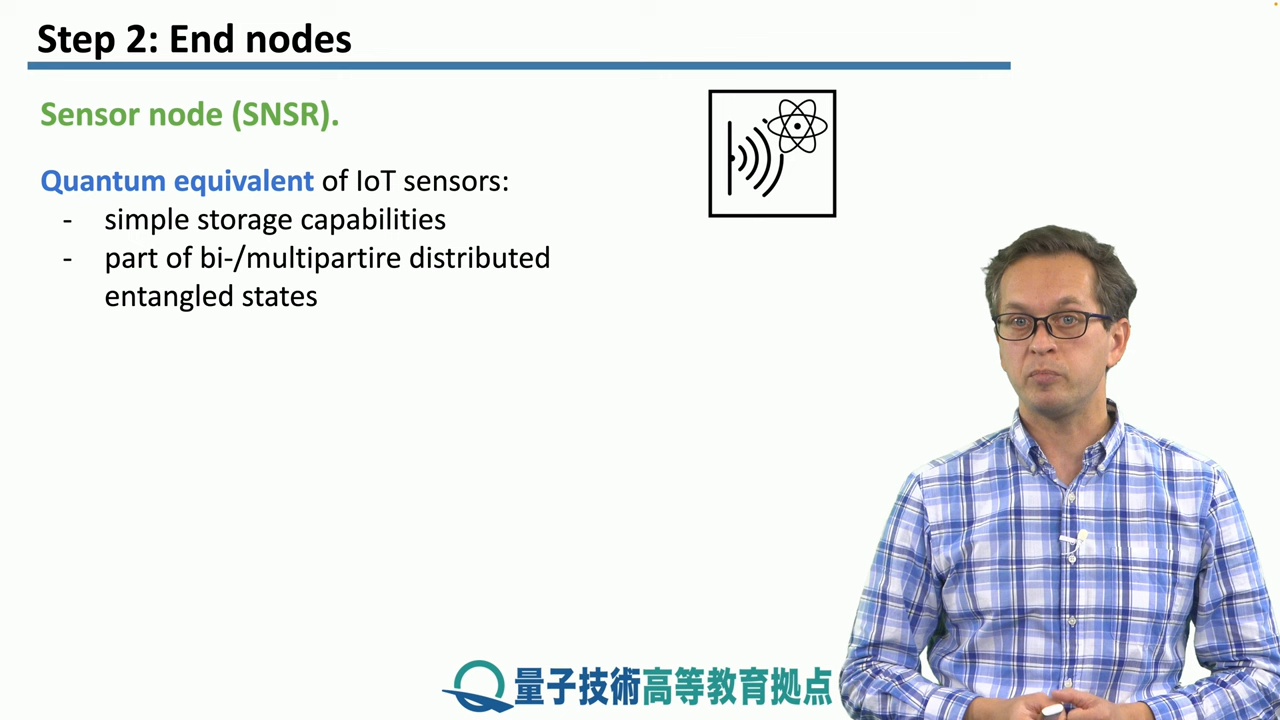 Step 2: End nodes
Sensor node (SNSR).
Quantum equivalent of IoT sensors:
- simple storage capabilities
- part of bi-/multipartire distributed
entangled states
量子技術高等教育拠点